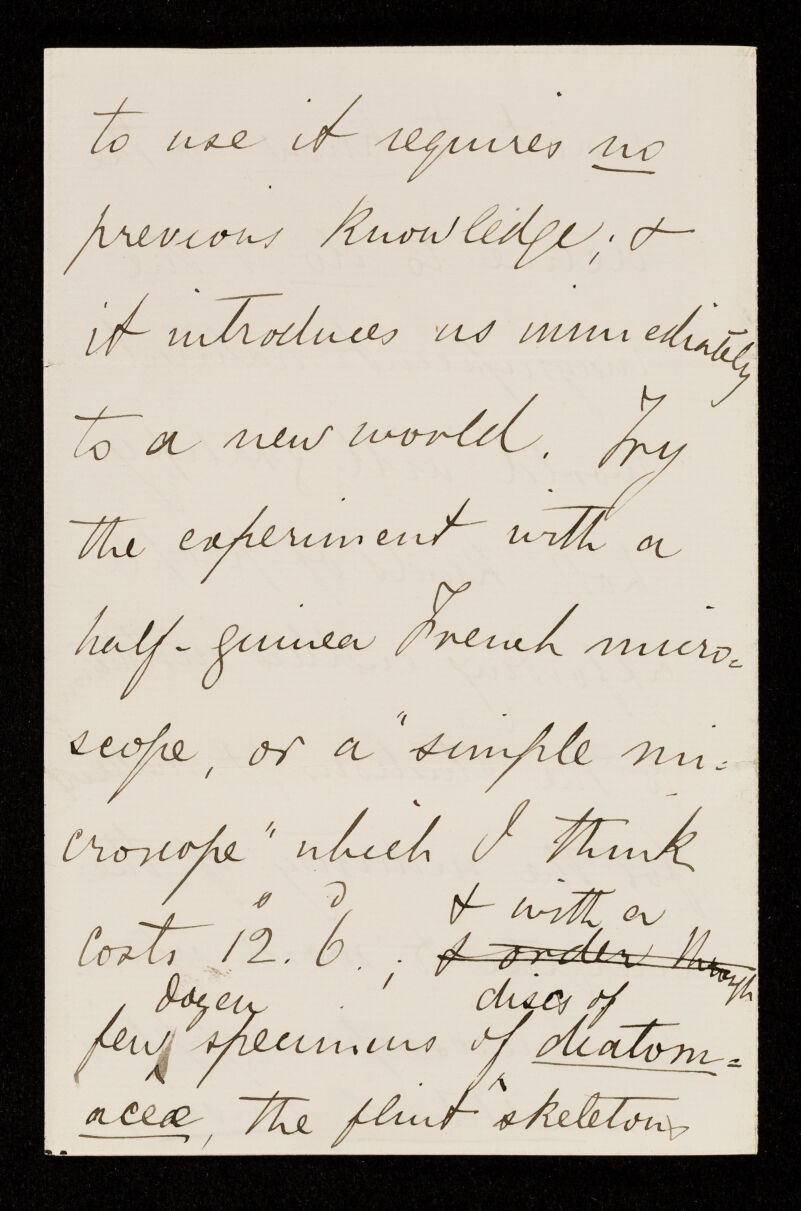 to use it requires no
previous knowledge; &
it introduces us immediately
to a new world. Try
the experiment with a
half-guinea French micro=
scope, or a "simple mi=
croscope" which I think
s d & with a
costs 12.6.; & order through
dozen discs of
few specimens of diatom=
aceæ, the flint "skeletons